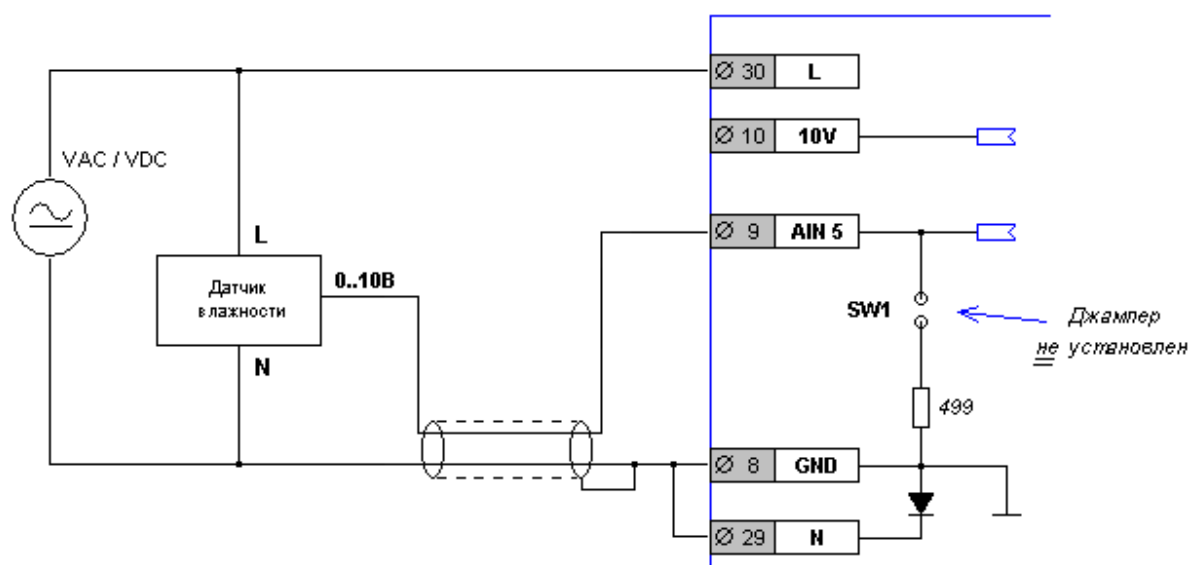 Ø 30 L
Ø 10 10V
VAC / VDC
Ø 9 AIN 5
L
Датчик
влажности
0..10В
N
SW1
Джампер
не установлен
499
Ø 8 GND
Ø 29 N